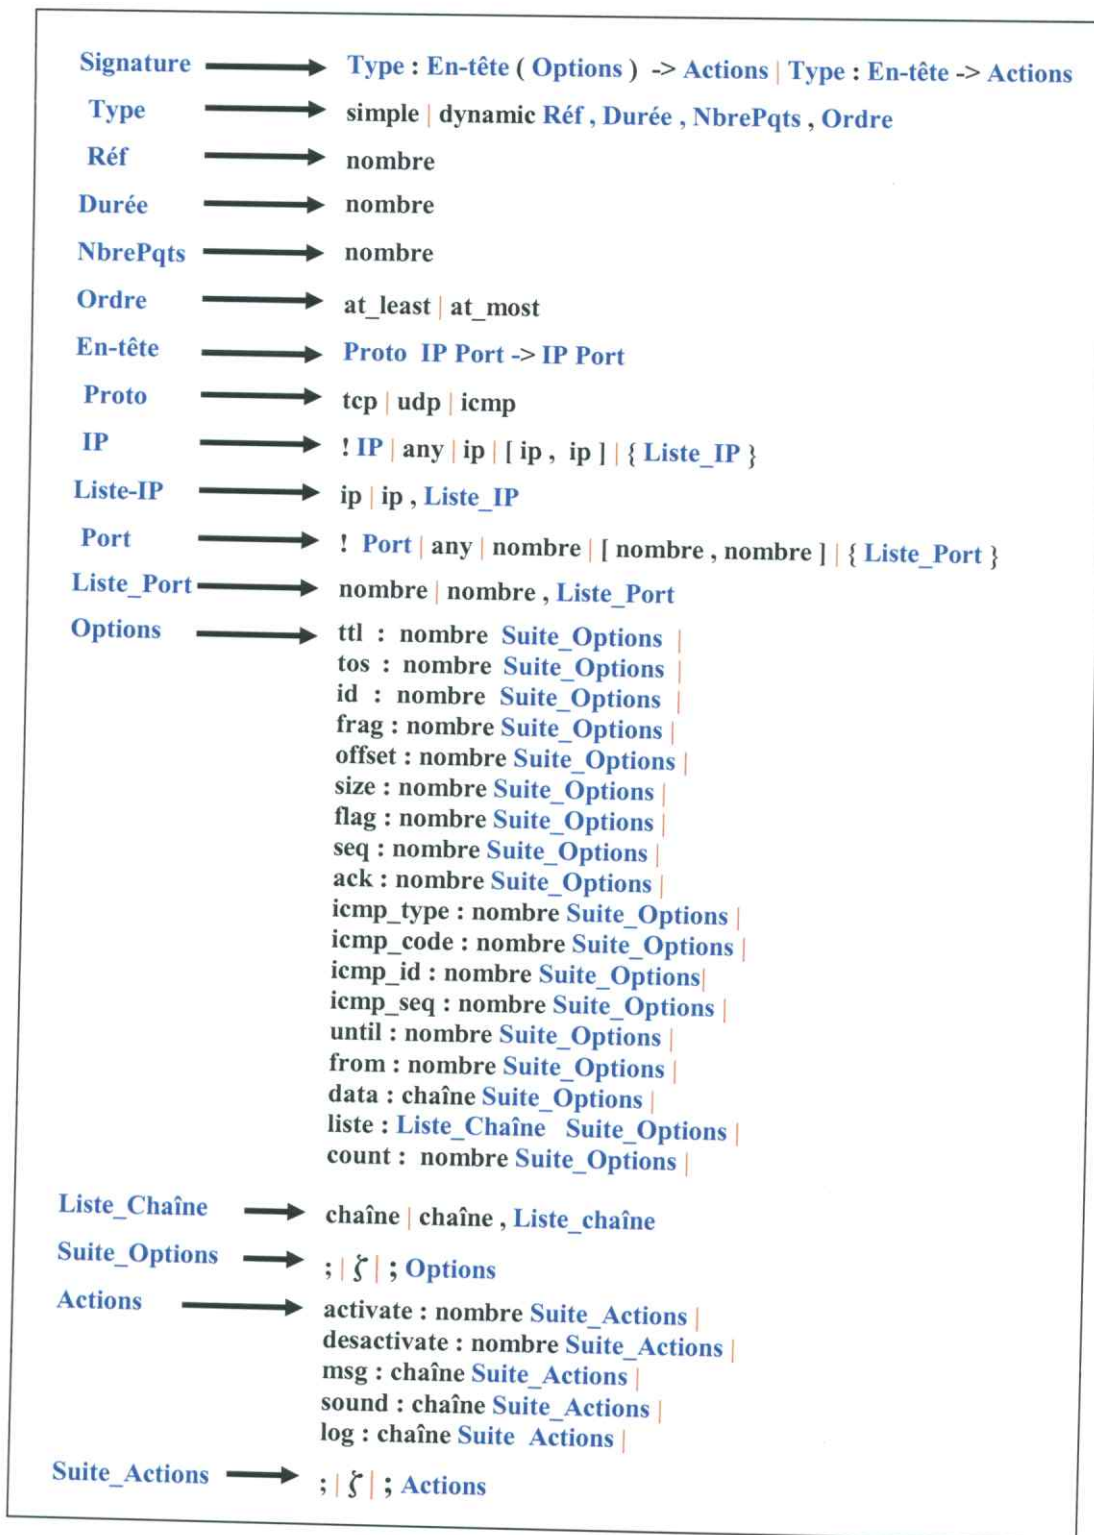 Signature ⟶ Type : En-tête ( Options ) -> Actions | Type : En-tête -> Actions
Type ⟶ simple | dynamic Réf , Durée , NbrePqts , Ordre
Réf ⟶ nombre
Durée ⟶ nombre
NbrePqts ⟶ nombre
Ordre ⟶ at_least | at_most
En-tête ⟶ Proto IP Port -> IP Port
Proto ⟶ tcp | udp | icmp
IP ⟶ ! IP | any | ip | [ ip , ip ] | { Liste_IP }
Liste-IP ⟶ ip | ip , Liste_IP
Port ⟶ ! Port | any | nombre | [ nombre , nombre ] | { Liste_Port }
Liste_Port ⟶ nombre | nombre , Liste_Port
Options ⟶ ttl : nombre Suite_Options |
tos : nombre Suite_Options |
id : nombre Suite_Options |
frag : nombre Suite_Options |
offset : nombre Suite_Options |
size : nombre Suite_Options |
flag : nombre Suite_Options |
seq : nombre Suite_Options |
ack : nombre Suite_Options |
icmp_type : nombre Suite_Options |
icmp_code : nombre Suite_Options |
icmp_id : nombre Suite_Options|
icmp_seq : nombre Suite_Options |
until : nombre Suite_Options |
from : nombre Suite_Options |
data : chaîne Suite_Options |
liste : Liste_Chaîne Suite_Options |
count : nombre Suite_Options |
Liste_Chaîne ⟶ chaîne | chaîne , Liste_chaîne
Suite_Options ⟶ ; | ζ | ; Options
Actions ⟶ activate : nombre Suite_Actions |
desactivate : nombre Suite_Actions |
msg : chaîne Suite_Actions |
sound : chaîne Suite_Actions |
log : chaîne Suite Actions |
Suite_Actions ⟶ ; | ζ | ; Actions